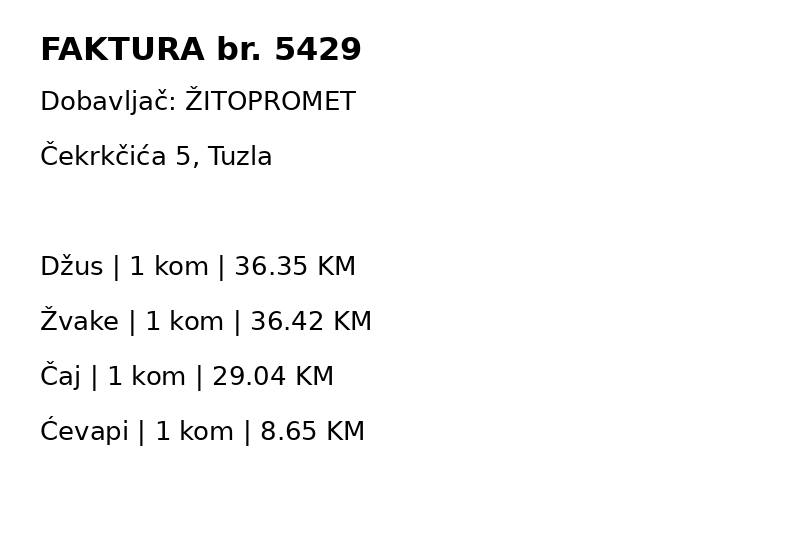 FAKTURA br. 5429
Dobavljač: ŽITOPROMET
Čekrkčića 5, Tuzla
Džus | 1 kom | 36.35 KM
Žvake | 1 kom | 36.42 KM
Čaj | 1 kom | 29.04 KM
Ćevapi | 1 kom | 8.65 KM